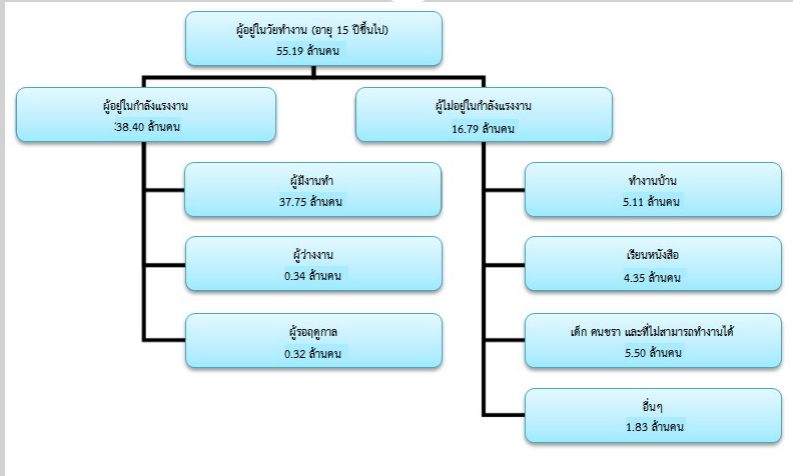 ผู้อยู่ในวัยทำงาน (อายุ 15 ปีขึ้นไป)
55.19 ล้านคน
ผู้อยู่ในกำลังแรงงาน
38.40 ล้านคน
ผู้ไม่อยู่ในกำลังแรงงาน
16.79 ล้านคน
ผู้มีงานทำ
37.75 ล้านคน
ผู้ว่างงาน
0.34 ล้านคน
ผู้รอฤดูกาล
0.32 ล้านคน
ทำงานบ้าน
5.11 ล้านคน
เรียนหนังสือ
4.35 ล้านคน
เด็ก คนชรา และที่ไม่สามารถทำงานได้
5.50 ล้านคน
อื่นๆ
1.83 ล้านคน